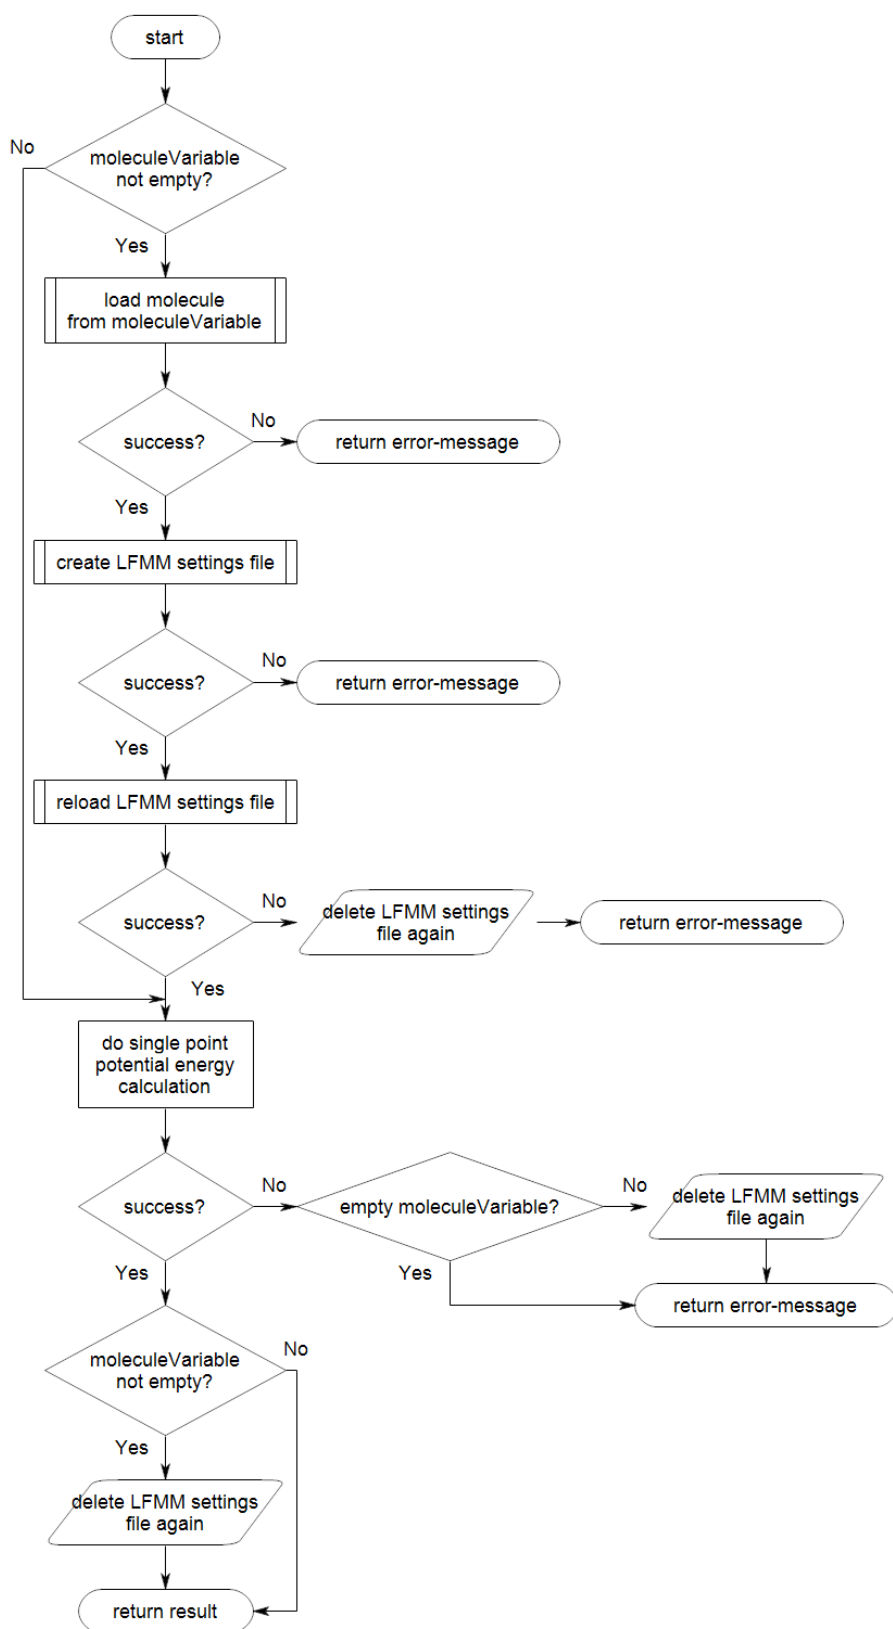 start
No
moleculeVariable
not empty?
Yes
load molecule
from moleculeVariable
No
success?
return error-message
Yes
create LFMM settings file
No
success?
return error-message
Yes
reload LFMM settings file
No
success?
delete LFMM settings
file again
return error-message
Yes
do single point
potential energy
calculation
No
success?
empty moleculeVariable?
No
delete LFMM settings
file again
Yes
Yes
return error-message
moleculeVariable
not empty?
No
Yes
delete LFMM settings
file again
return result